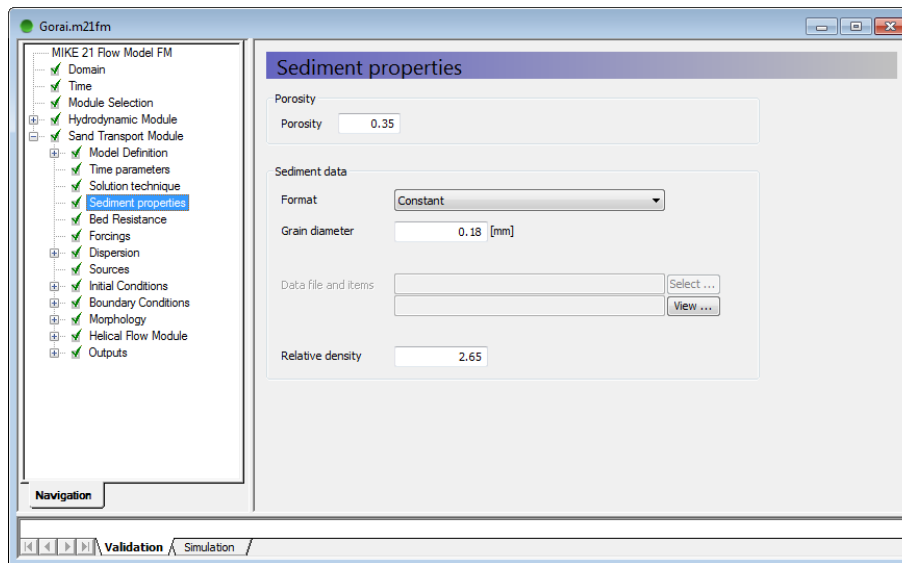 Gorai.m21fm
MIKE 21 Flow Model FM
Domain
Time
Module Selection
Hydrodynamic Module
Sand Transport Module
Model Definition
Time parameters
Solution technique
Sediment properties
Bed Resistance
Forcings
Dispersion
Sources
Initial Conditions
Boundary Conditions
Morphology
Helical Flow Module
Outputs
Navigation
Sediment properties
Porosity
Porosity 0.35
Sediment data
Format Constant
Grain diameter 0.18 [mm]
Data file and items Select ...
View ...
Relative density 2.65
Validation Simulation